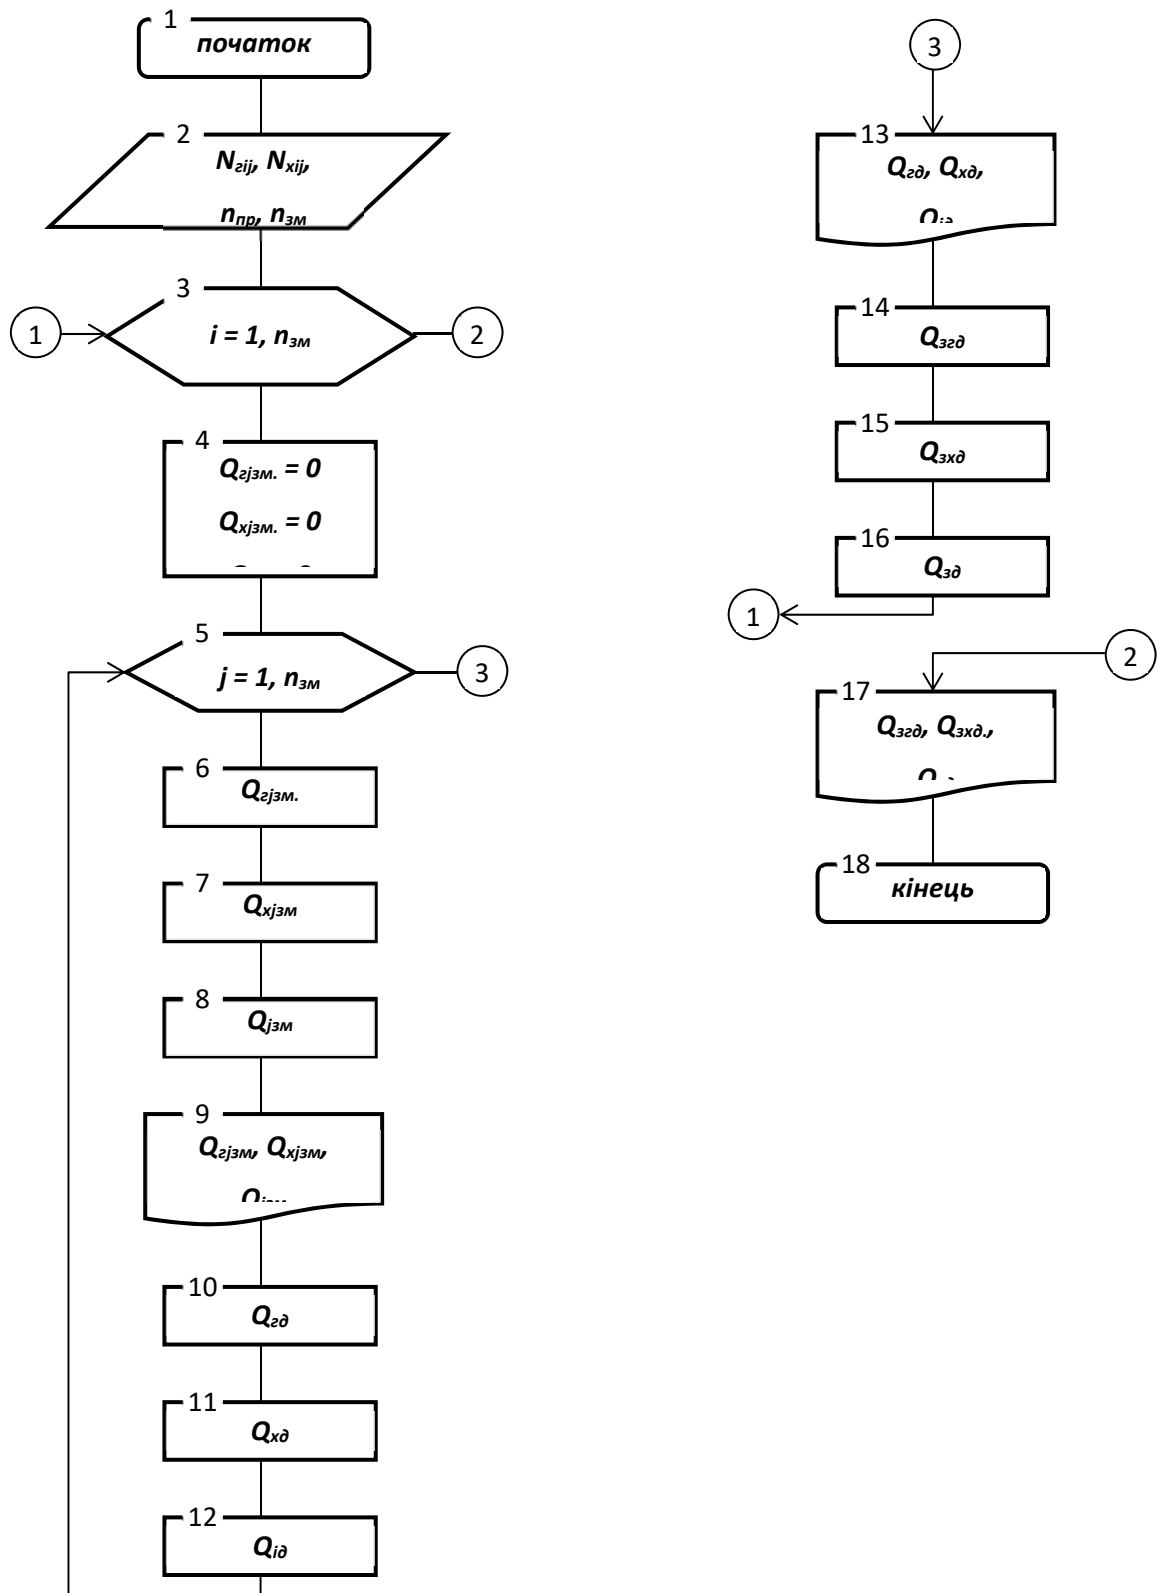 1
початок
2
Nгij, Nхij,
nпр, nзм
3
1
i = 1, nзм
2
4
Qгjзм. = 0
Qхjзм. = 0
5
j = 1, nзм
3
6
Qгjзм.
7
Qхjзм
8
Qjзм
9
Qгjзм, Qхjзм,
10
Qгд
11
Qхд
12
Qід
3
13
Qгд, Qхд,
14
Qзгд
15
Qзхд
16
Qзд
1
2
17
Qзгд, Qзхд.,
18
кінець